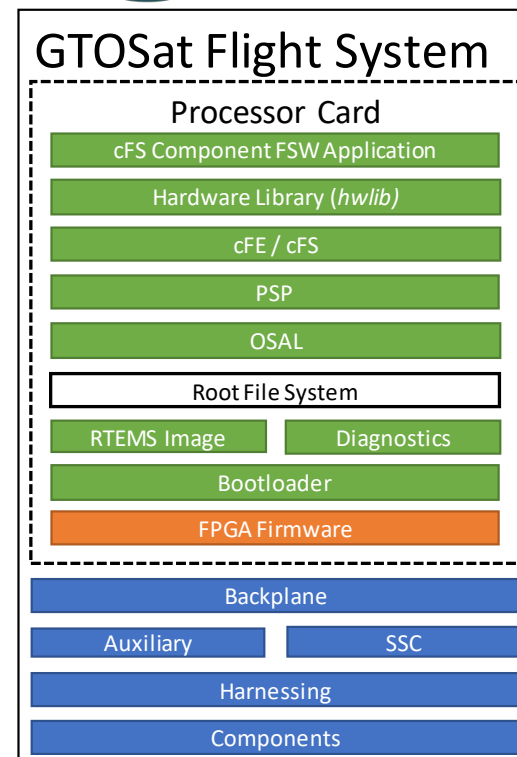 GTOSat Flight System
Processor Card
cFS Component FSW Application
Hardware Library (hwlib)
cFE / cFS
PSP
OSAL
Root File System
RTEMS Image
Diagnostics
Bootloader
FPGA Firmware
Backplane
Auxiliary
SSC
Harnessing
Components